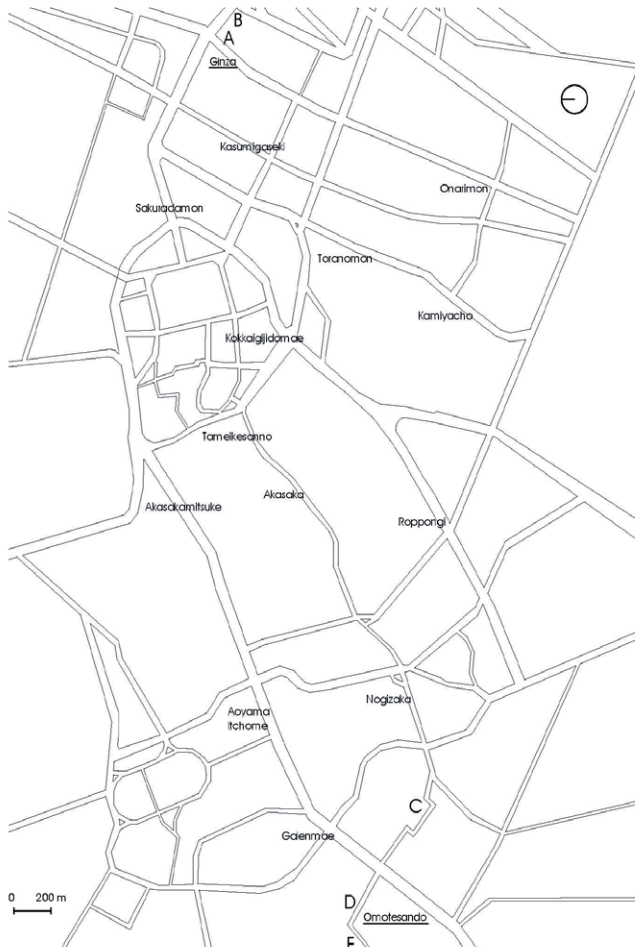 B
A
Ginza
Kasumigaseki
Onarimon
Sakuradamon
Toranomon
Kamiyacho
Kokkaigijidomae
Tameikesanno
Akasaka
Akasakamitsuke
Roppongi
Nogizaka
Aoyama
Itchome
C
Gaienmae
0 200 m
D
Omotesando
E